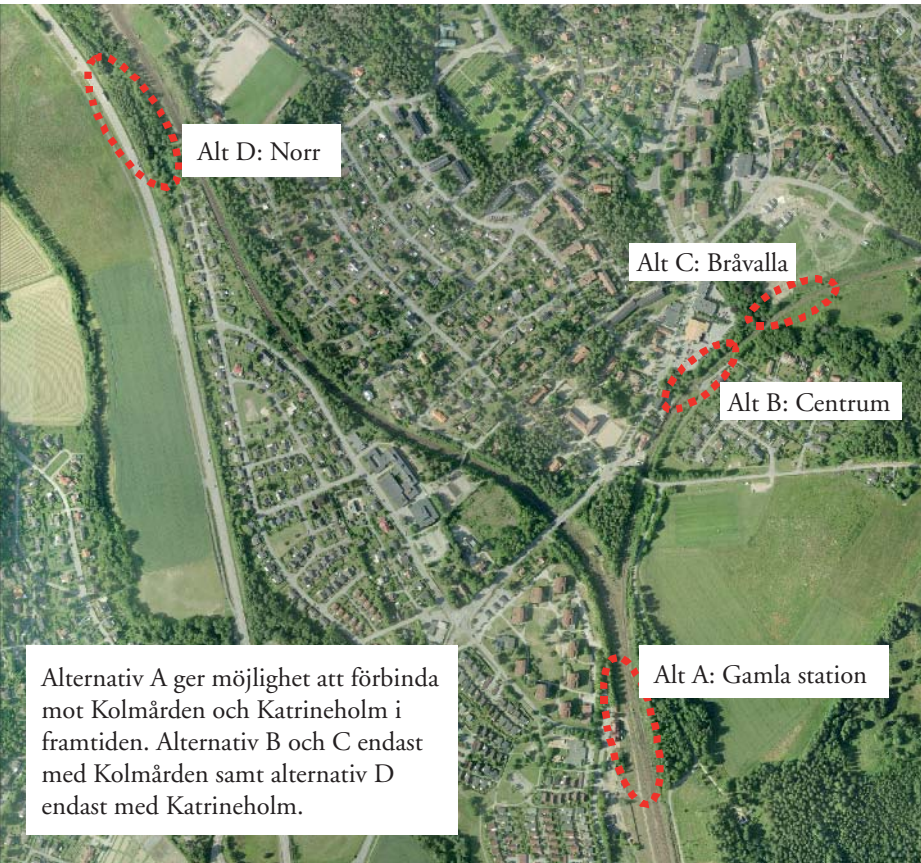 Alt D: Norr
Alt C: Bråvalla
Alt B: Centrum
Alt A: Gamla station
Alternativ A ger möjlighet att förbinda
mot Kolmården och Katrineholm i
framtiden. Alternativ B och C endast
med Kolmården samt alternativ D
endast med Katrineholm.